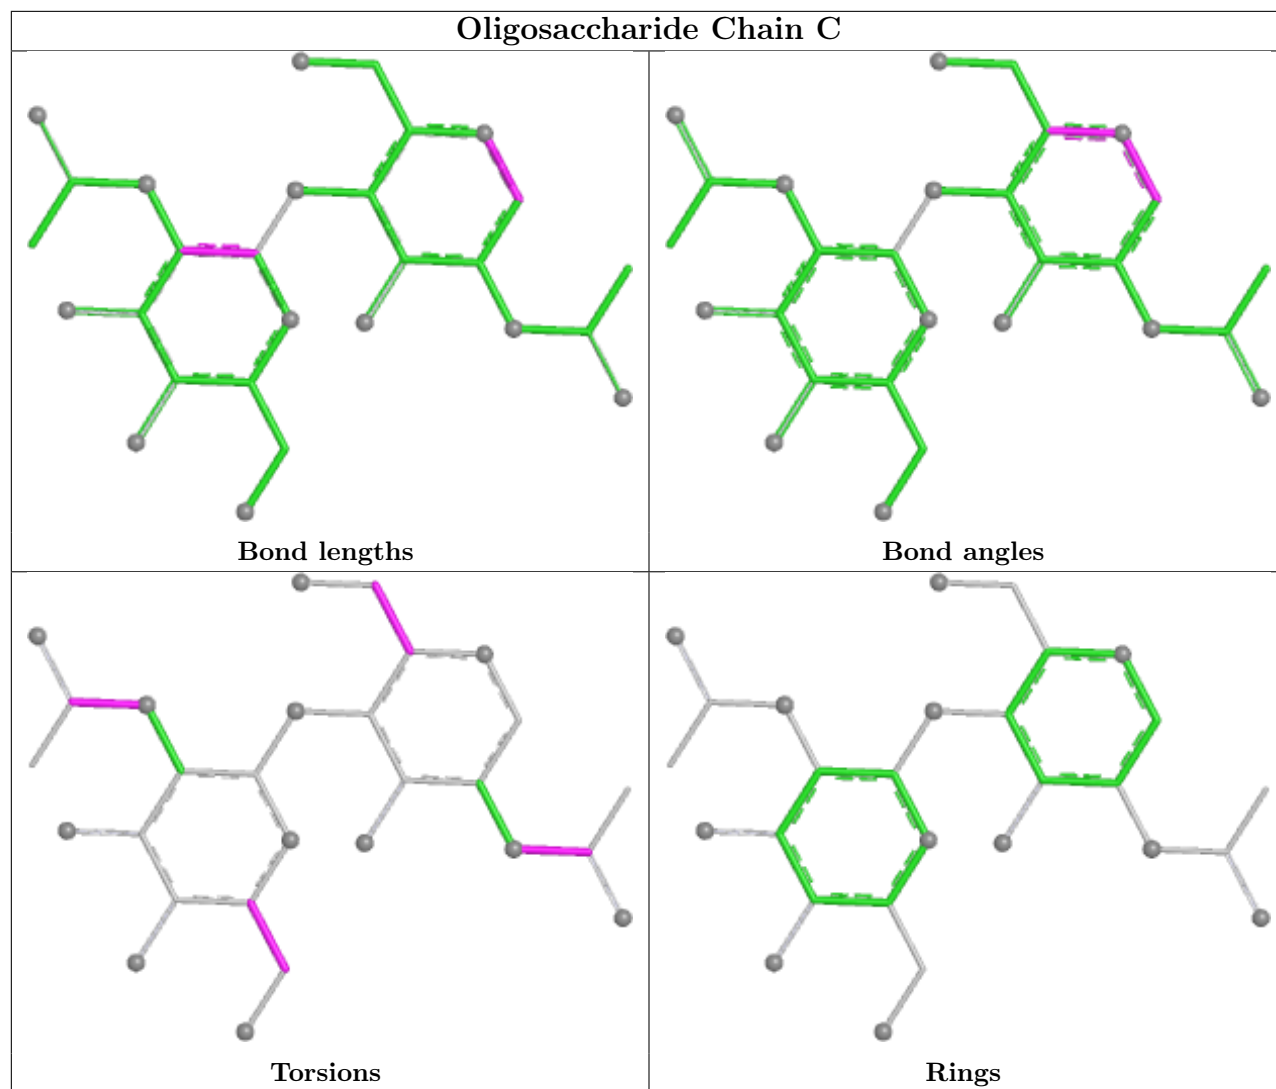 Oligosaccharide Chain C
Bond lengths
Bond angles
Torsions
Rings